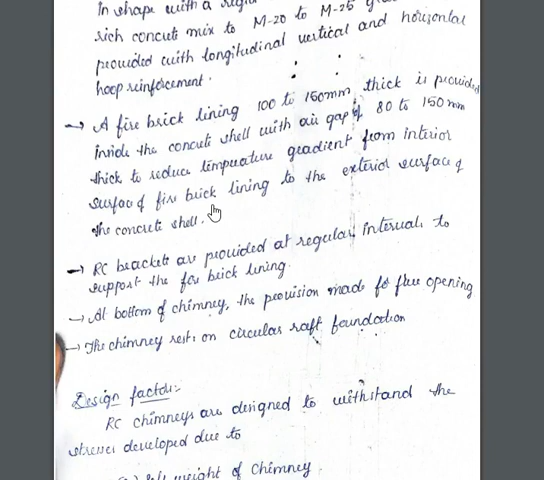 in shape with a
rich concrete mix to M-20 to M-25
provided with longitudinal vertical and horizontal
hoop reinforcement.
→ A fire brick lining 100 to 150mm thick is provided
inside the concrete shell with air gap of 80 to 150 mm
thick to reduce temperature gradient from interior
surface of fire brick lining to the exterior surface of
the concrete shell.
→ RC brackets are provided at regular intervals to
support the fire brick lining.
→ At bottom of chimney, the provision made for flue opening
→ The chimney rests on circular raft foundation
Design factors:-
RC chimneys are designed to withstand the
stresses developed due to
weight of chimney